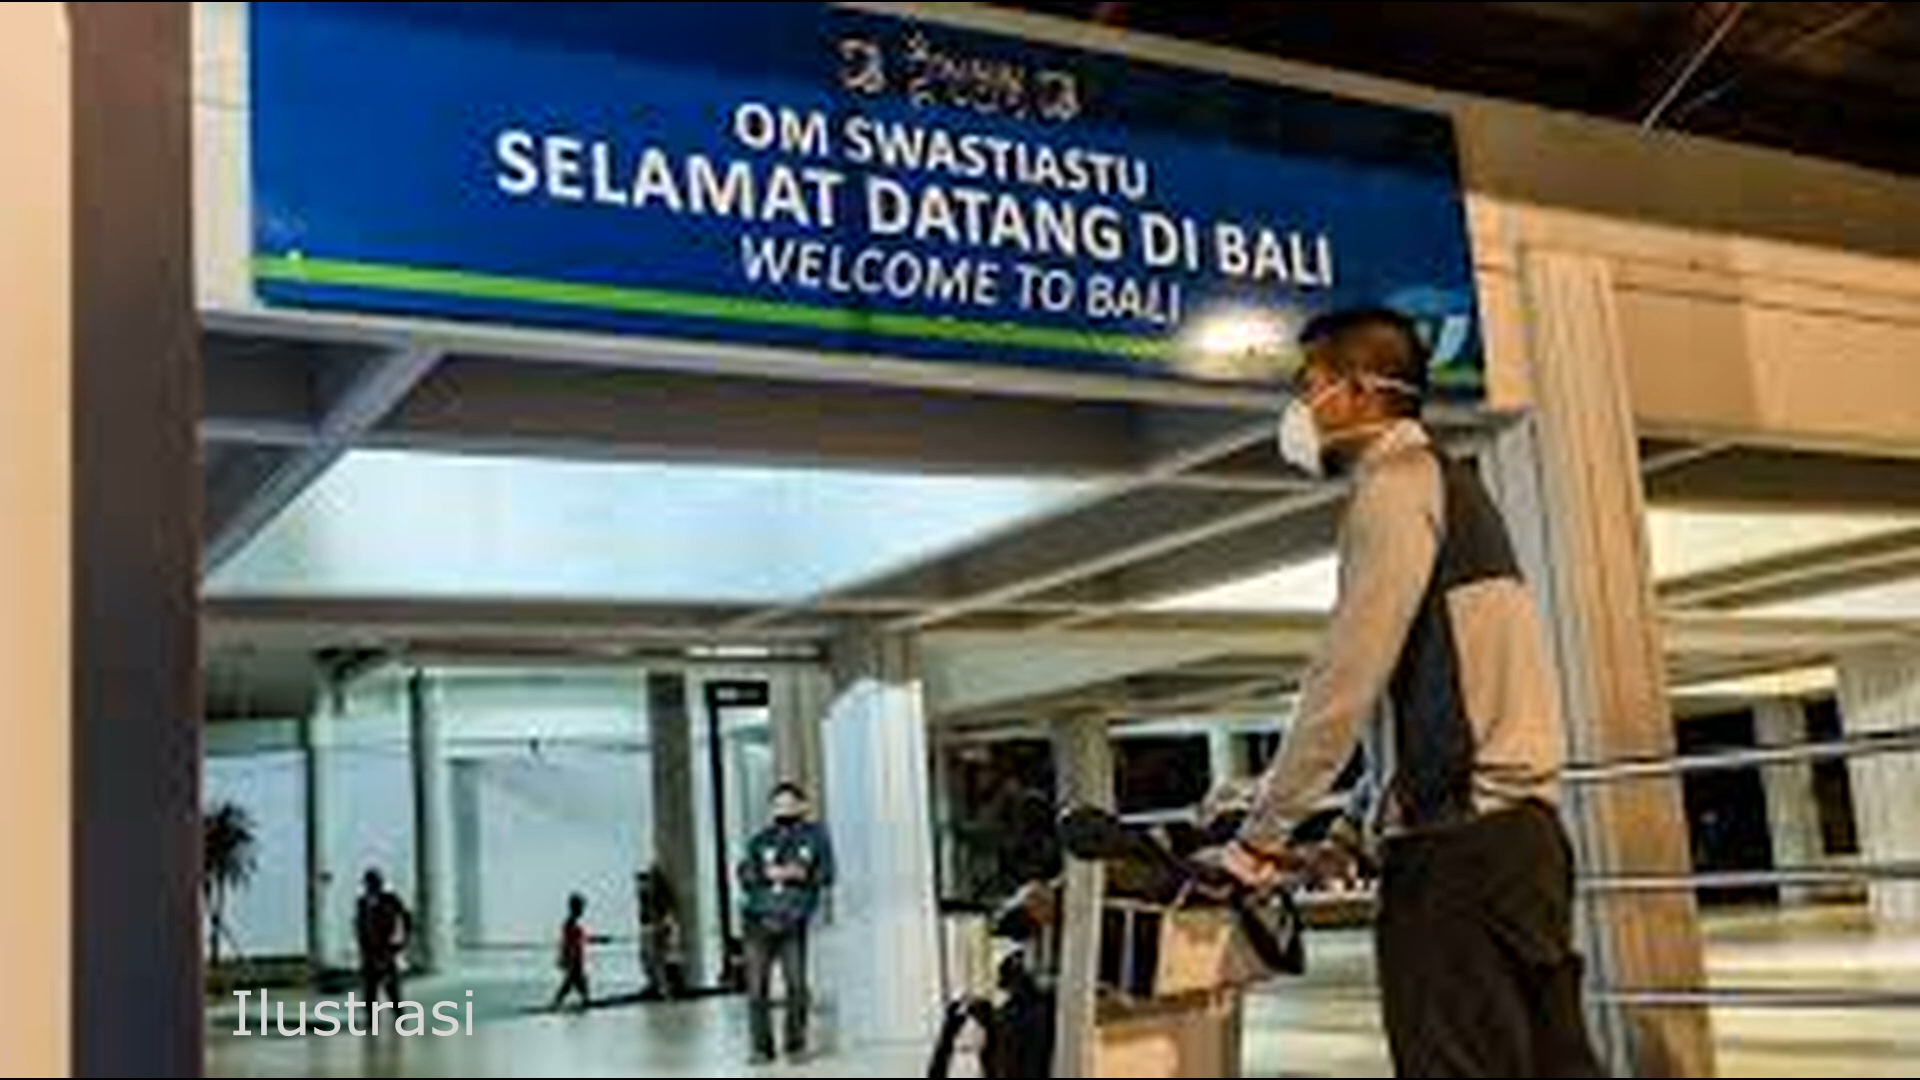 OM SWASTIASTU
SELAMAT DATANG DI BALI
WELCOME TO BALI
Ilustrasi